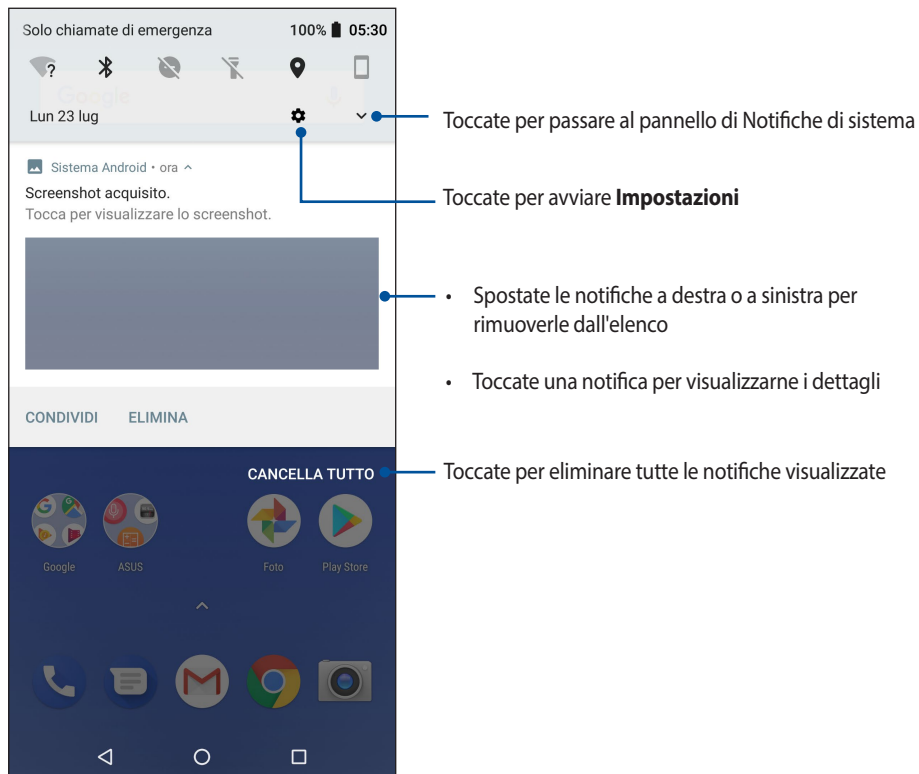 Solo chiamate di emergenza 100% 05:30
?
Google
Lun 23 lug
Toccate per passare al pannello di Notifiche di sistema
Sistema Android • ora
Toccate per avviare Impostazioni
Screenshot acquisito.
Tocca per visualizzare lo screenshot.
• Spostate le notifiche a destra o a sinistra per
rimuoverle dall'elenco
• Toccate una notifica per visualizzarne i dettagli
CONDIVIDI ELIMINA
CANCELLA TUTTO
Toccate per eliminare tutte le notifiche visualizzate
Google ASUS Foto Play Store